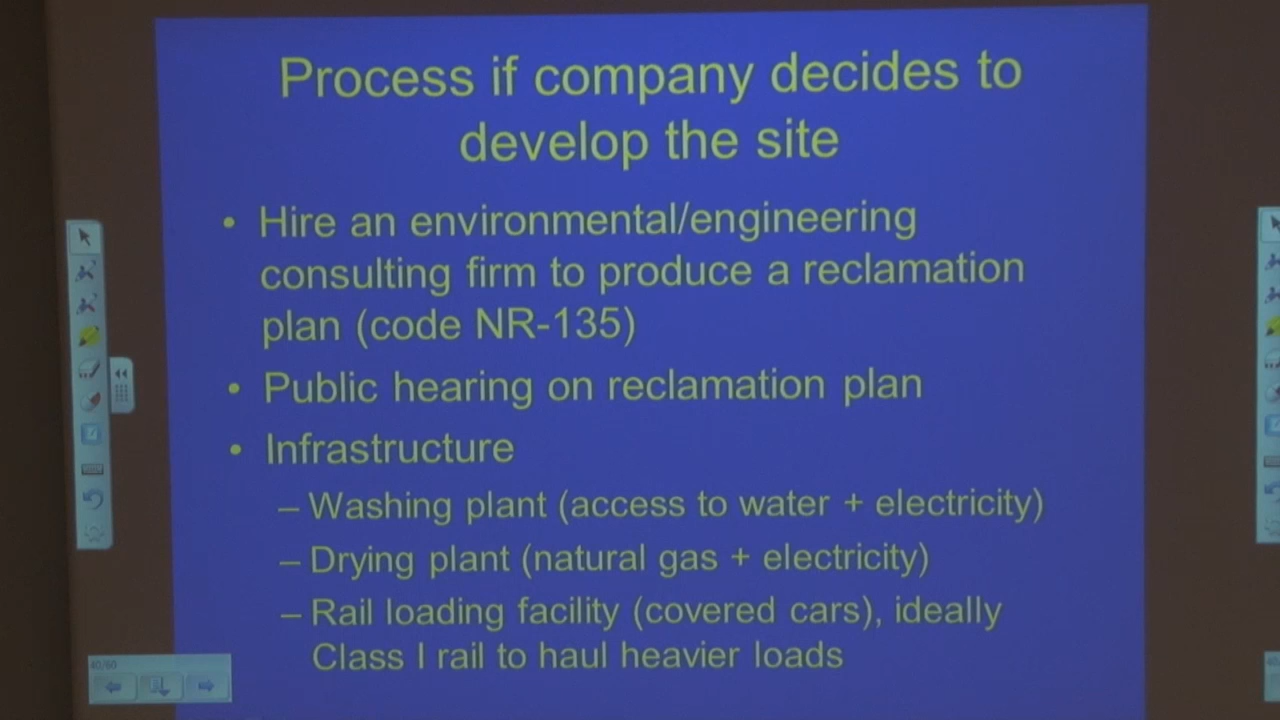 Process if company decides to
develop the site
• Hire an environmental/engineering
consulting firm to produce a reclamation
plan (code NR-135)
• Public hearing on reclamation plan
• Infrastructure
– Washing plant (access to water + electricity)
– Drying plant (natural gas + electricity)
– Rail loading facility (covered cars), ideally
Class I rail to haul heavier loads
40/60